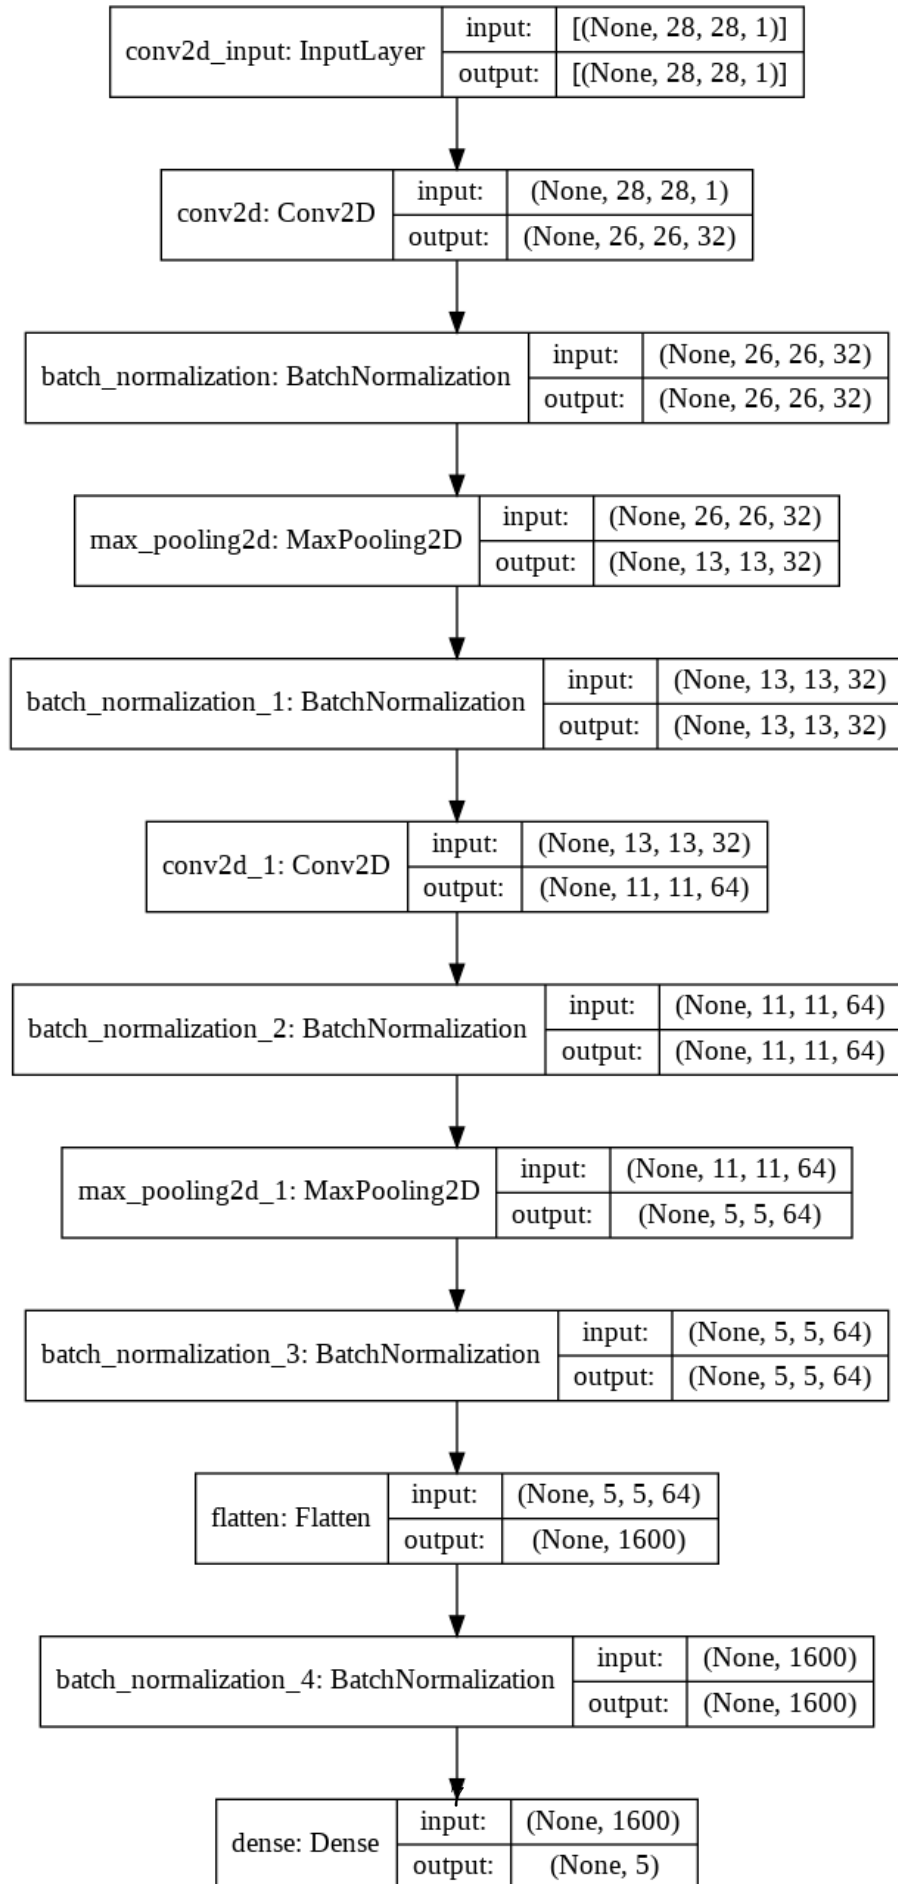 conv2d_input: InputLayer
input: [(None, 28, 28, 1)]
output: [(None, 28, 28, 1)]
conv2d: Conv2D
input: (None, 28, 28, 1)
output: (None, 26, 26, 32)
batch_normalization: BatchNormalization
input: (None, 26, 26, 32)
output: (None, 26, 26, 32)
max_pooling2d: MaxPooling2D
input: (None, 26, 26, 32)
output: (None, 13, 13, 32)
batch_normalization_1: BatchNormalization
input: (None, 13, 13, 32)
output: (None, 13, 13, 32)
conv2d_1: Conv2D
input: (None, 13, 13, 32)
output: (None, 11, 11, 64)
batch_normalization_2: BatchNormalization
input: (None, 11, 11, 64)
output: (None, 11, 11, 64)
max_pooling2d_1: MaxPooling2D
input: (None, 11, 11, 64)
output: (None, 5, 5, 64)
batch_normalization_3: BatchNormalization
input: (None, 5, 5, 64)
output: (None, 5, 5, 64)
flatten: Flatten
input: (None, 5, 5, 64)
output: (None, 1600)
batch_normalization_4: BatchNormalization
input: (None, 1600)
output: (None, 1600)
dense: Dense
input: (None, 1600)
output: (None, 5)